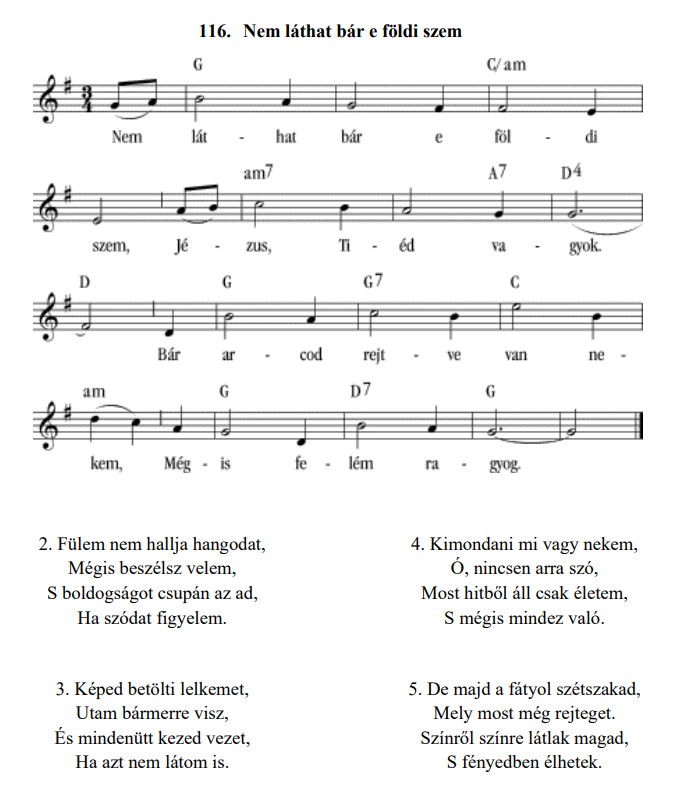 116. Nem láthat bár e földi szem
G C/am
3
4
Nem lát - hat bár e föl - di
am7 A7 D4
szem, Jé - zus, Ti - éd va - gyok.
D G G7 C
Bár ar - cod rejt - ve van ne -
am G D7 G
kem, Még - is fe - lém ra - gyog.
2. Fülem nem hallja hangodat,
Mégis beszélsz velem,
S boldogságot csupán az ad,
Ha szódat figyelem.
3. Képed betölti lelkemet,
Utam bármerre visz,
És mindenütt kezed vezet,
Ha azt nem látom is.
4. Kimondani mi vagy nekem,
Ó, nincsen arra szó,
Most hitből áll csak életem,
S mégis mindez való.
5. De majd a fátyol szétszakad,
Mely most még rejteget.
Színről színre látlak magad,
S fényedben élhetek.